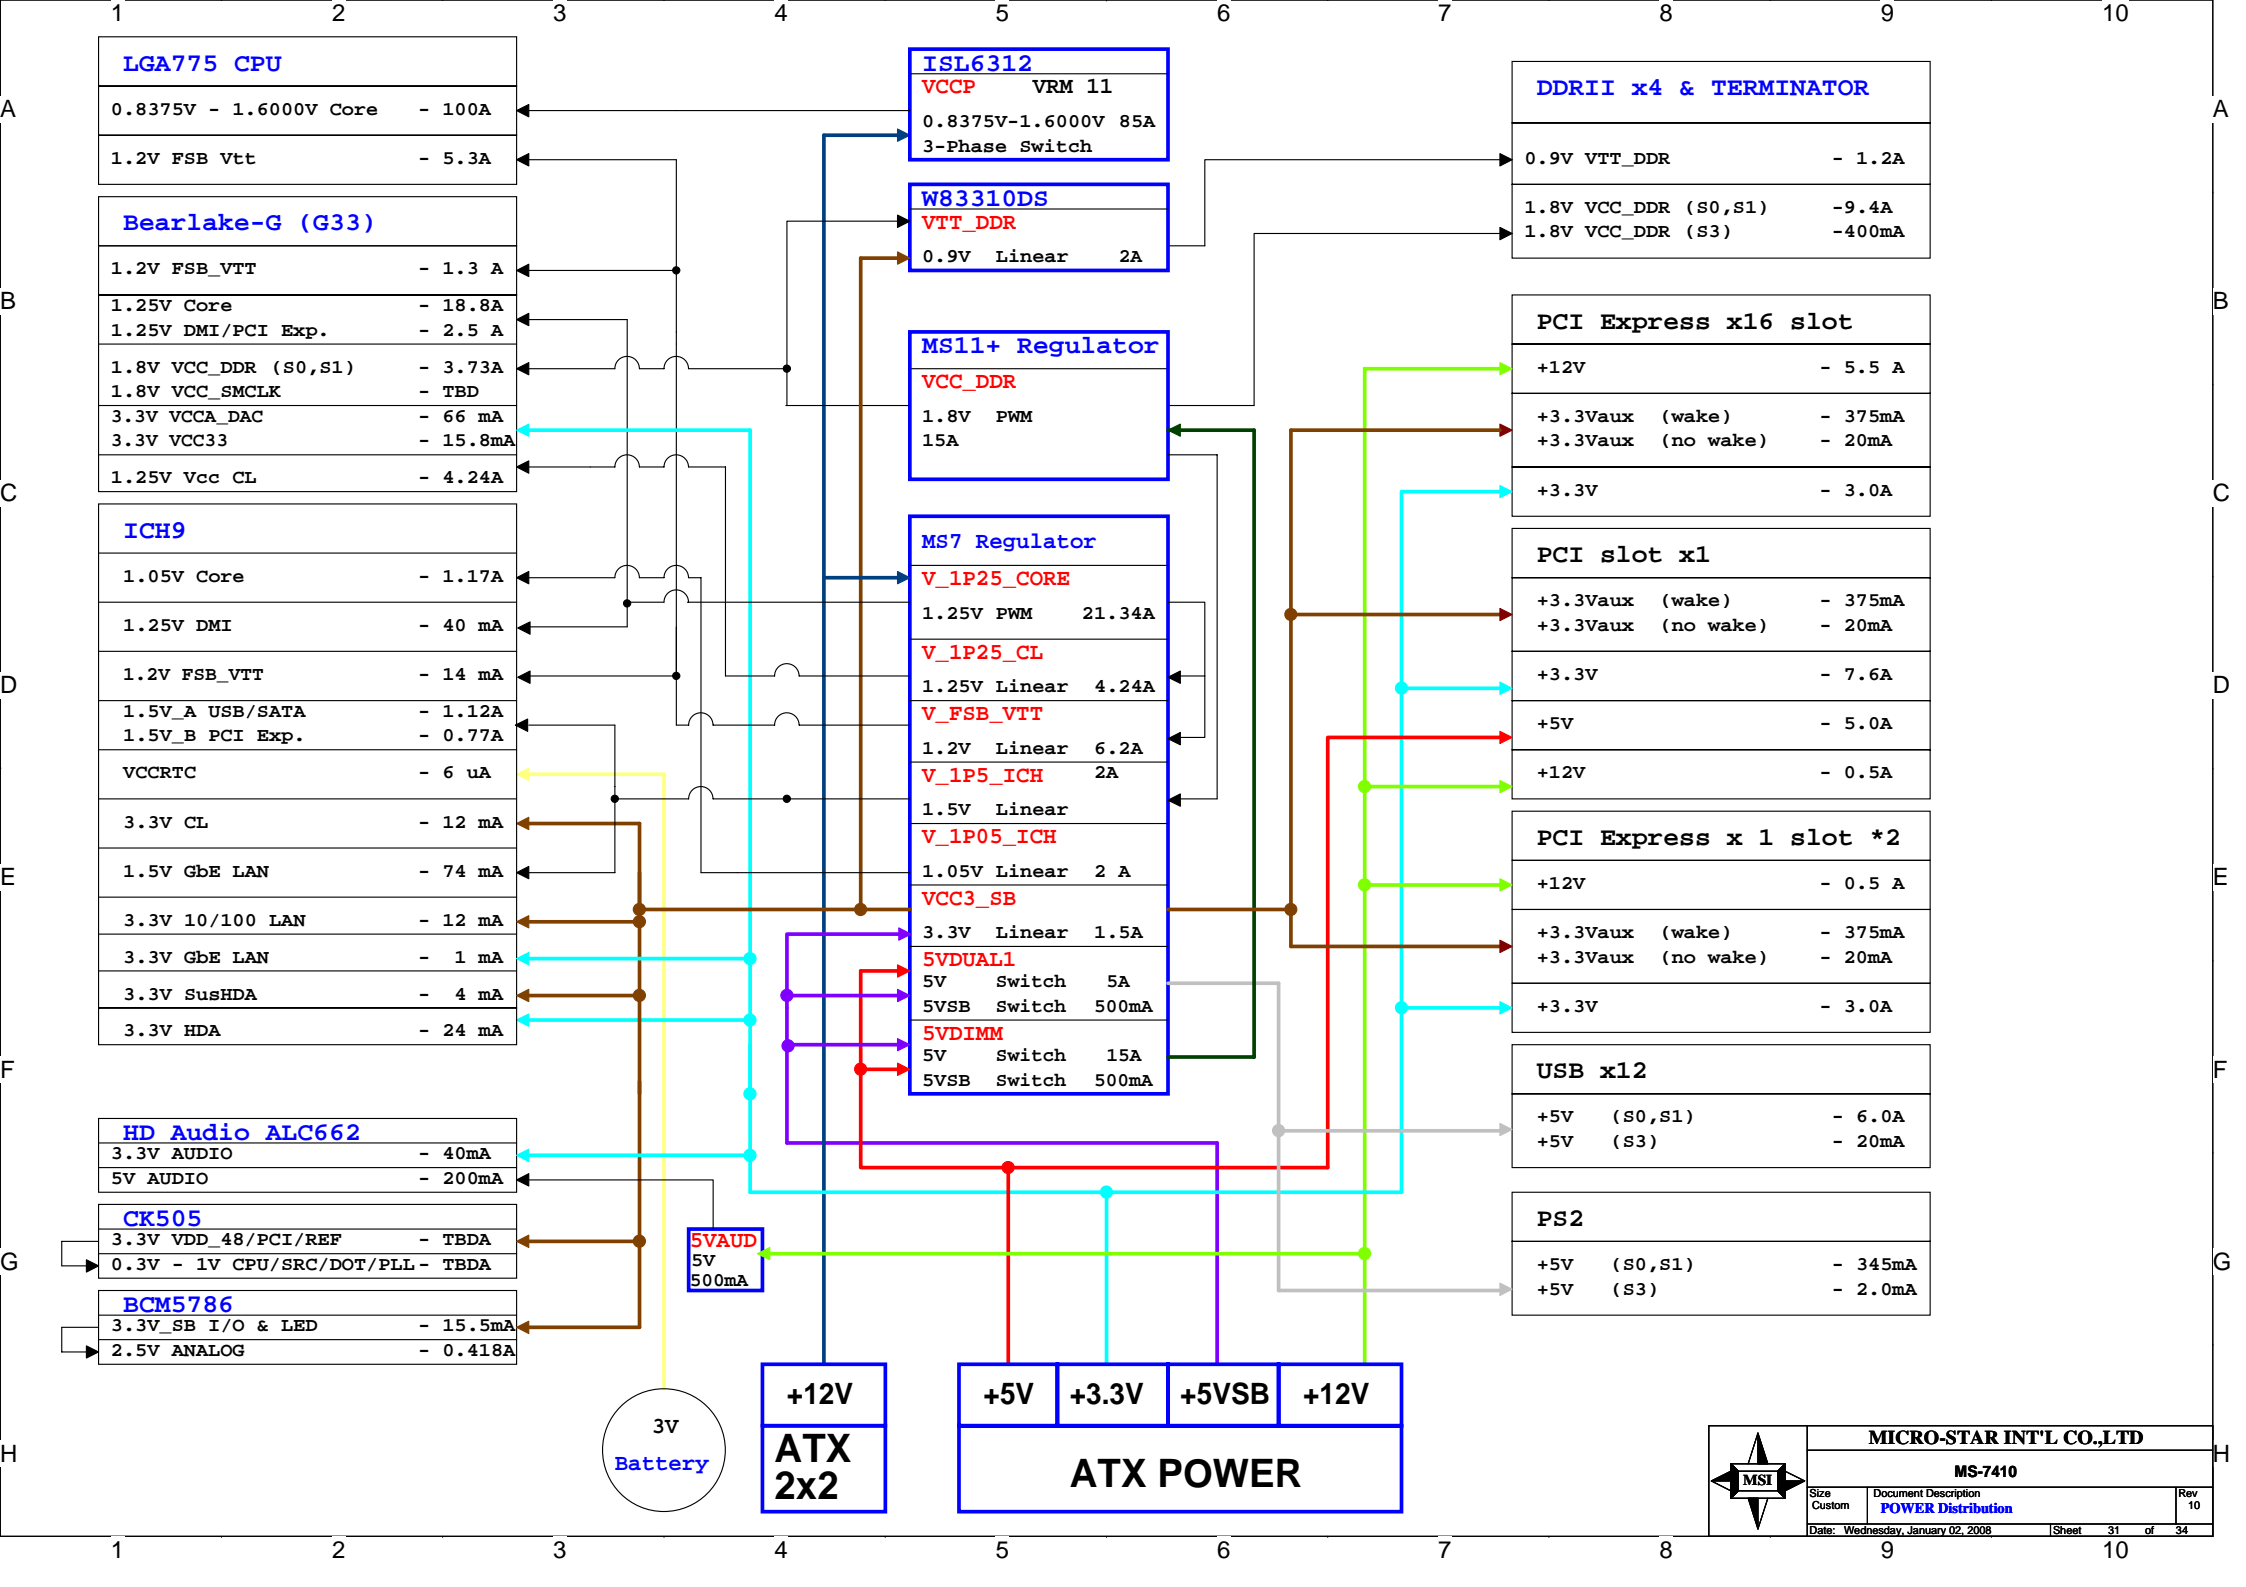 1 2 3 4 5 6 7 8 9 10
A A
B B
C C
D D
E E
F F
G G
H H
LGA775 CPU
0.8375V - 1.6000V Core - 100A
1.2V FSB Vtt - 5.3A
Bearlake-G (G33)
1.2V FSB_VTT - 1.3 A
1.25V Core - 18.8A
1.25V DMI/PCI Exp. - 2.5 A
1.8V VCC_DDR (S0,S1) - 3.73A
1.8V VCC_SMCLK - TBD
3.3V VCCA_DAC - 66 mA
3.3V VCC33 - 15.8mA
1.25V Vcc CL - 4.24A
ICH9
1.05V Core - 1.17A
1.25V DMI - 40 mA
1.2V FSB_VTT - 14 mA
1.5V_A USB/SATA - 1.12A
1.5V_B PCI Exp. - 0.77A
VCCRTC - 6 uA
3.3V CL - 12 mA
1.5V GbE LAN - 74 mA
3.3V 10/100 LAN - 12 mA
3.3V GbE LAN - 1 mA
3.3V SusHDA - 4 mA
3.3V HDA - 24 mA
HD Audio ALC662
3.3V AUDIO - 40mA
5V AUDIO - 200mA
CK505
3.3V VDD_48/PCI/REF - TBDA
0.3V - 1V CPU/SRC/DOT/PLL - TBDA
BCM5786
3.3V_SB I/O & LED - 15.5mA
2.5V ANALOG - 0.418A
ISL6312
VCCP VRM 11
0.8375V-1.6000V 85A
3-Phase Switch
W83310DS
VTT_DDR
0.9V Linear 2A
MS11+ Regulator
VCC_DDR
1.8V PWM
15A
MS7 Regulator
V_1P25_CORE
1.25V PWM 21.34A
V_1P25_CL
1.25V Linear 4.24A
V_FSB_VTT
1.2V Linear 6.2A
V_1P5_ICH 2A
1.5V Linear
V_1P05_ICH
1.05V Linear 2 A
VCC3_SB
3.3V Linear 1.5A
5VDUAL1
5V Switch 5A
5VSB Switch 500mA
5VDIMM
5V Switch 15A
5VSB Switch 500mA
5VAUD
5V
500mA
3V
Battery
+12V
ATX
2x2
+5V +3.3V +5VSB +12V
ATX POWER
DDRII x4 & TERMINATOR
0.9V VTT_DDR - 1.2A
1.8V VCC_DDR (S0,S1) -9.4A
1.8V VCC_DDR (S3) -400mA
PCI Express x16 slot
+12V - 5.5 A
+3.3Vaux (wake) - 375mA
+3.3Vaux (no wake) - 20mA
+3.3V - 3.0A
PCI slot x1
+3.3Vaux (wake) - 375mA
+3.3Vaux (no wake) - 20mA
+3.3V - 7.6A
+5V - 5.0A
+12V - 0.5A
PCI Express x 1 slot *2
+12V - 0.5 A
+3.3Vaux (wake) - 375mA
+3.3Vaux (no wake) - 20mA
+3.3V - 3.0A
USB x12
+5V (S0,S1) - 6.0A
+5V (S3) - 20mA
PS2
+5V (S0,S1) - 345mA
+5V (S3) - 2.0mA
MSI
MICRO-STAR INT'L CO.,LTD
MS-7410
Size Document Description Rev
Custom POWER Distribution 10
Date: Wednesday, January 02, 2008 Sheet 31 of 34
1 2 3 4 5 6 7 8 9 10